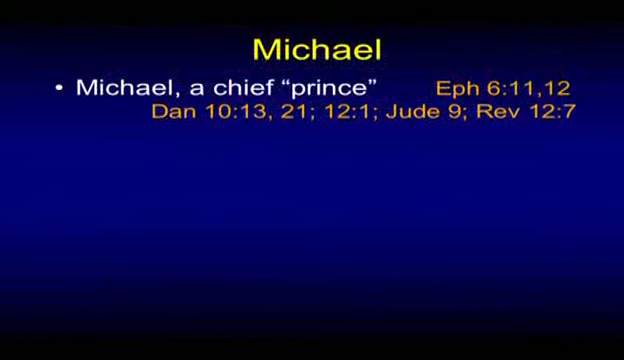 Michael
• Michael, a chief “prince” Eph 6:11,12
Dan 10:13, 21; 12:1; Jude 9; Rev 12:7